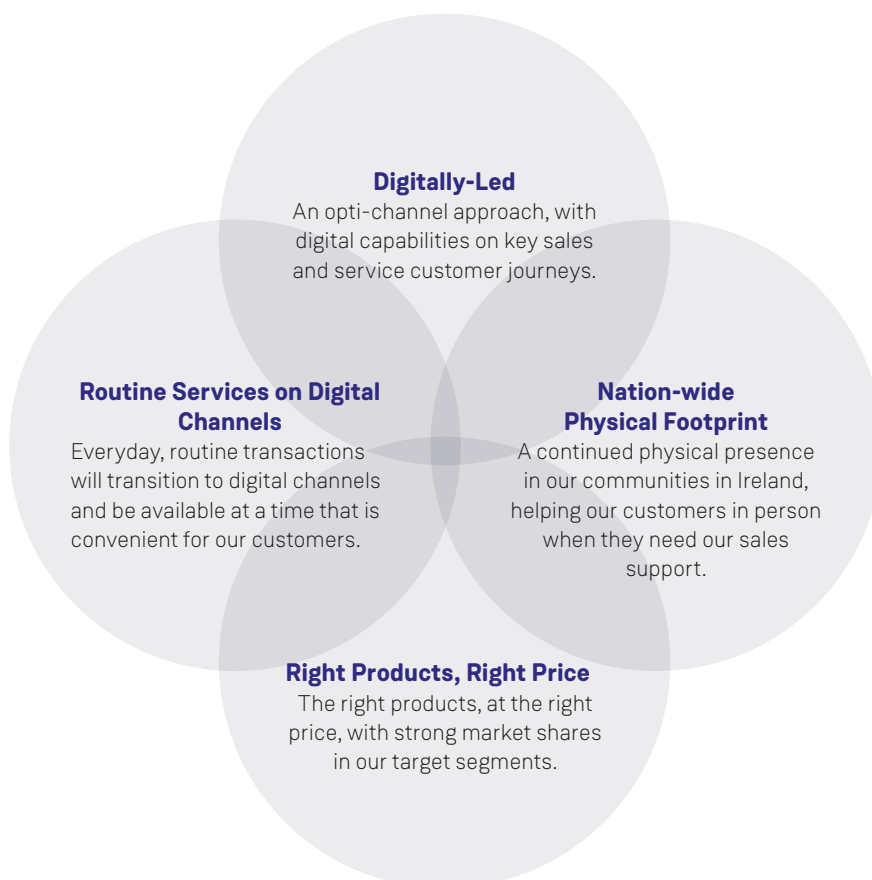 Digitally-Led
An opti-channel approach, with
digital capabilities on key sales
and service customer journeys.
Routine Services on Digital
Channels
Everyday, routine transactions
will transition to digital channels
and be available at a time that is
convenient for our customers.
Nation-wide
Physical Footprint
A continued physical presence
in our communities in Ireland,
helping our customers in person
when they need our sales
support.
Right Products, Right Price
The right products, at the right
price, with strong market shares
in our target segments.